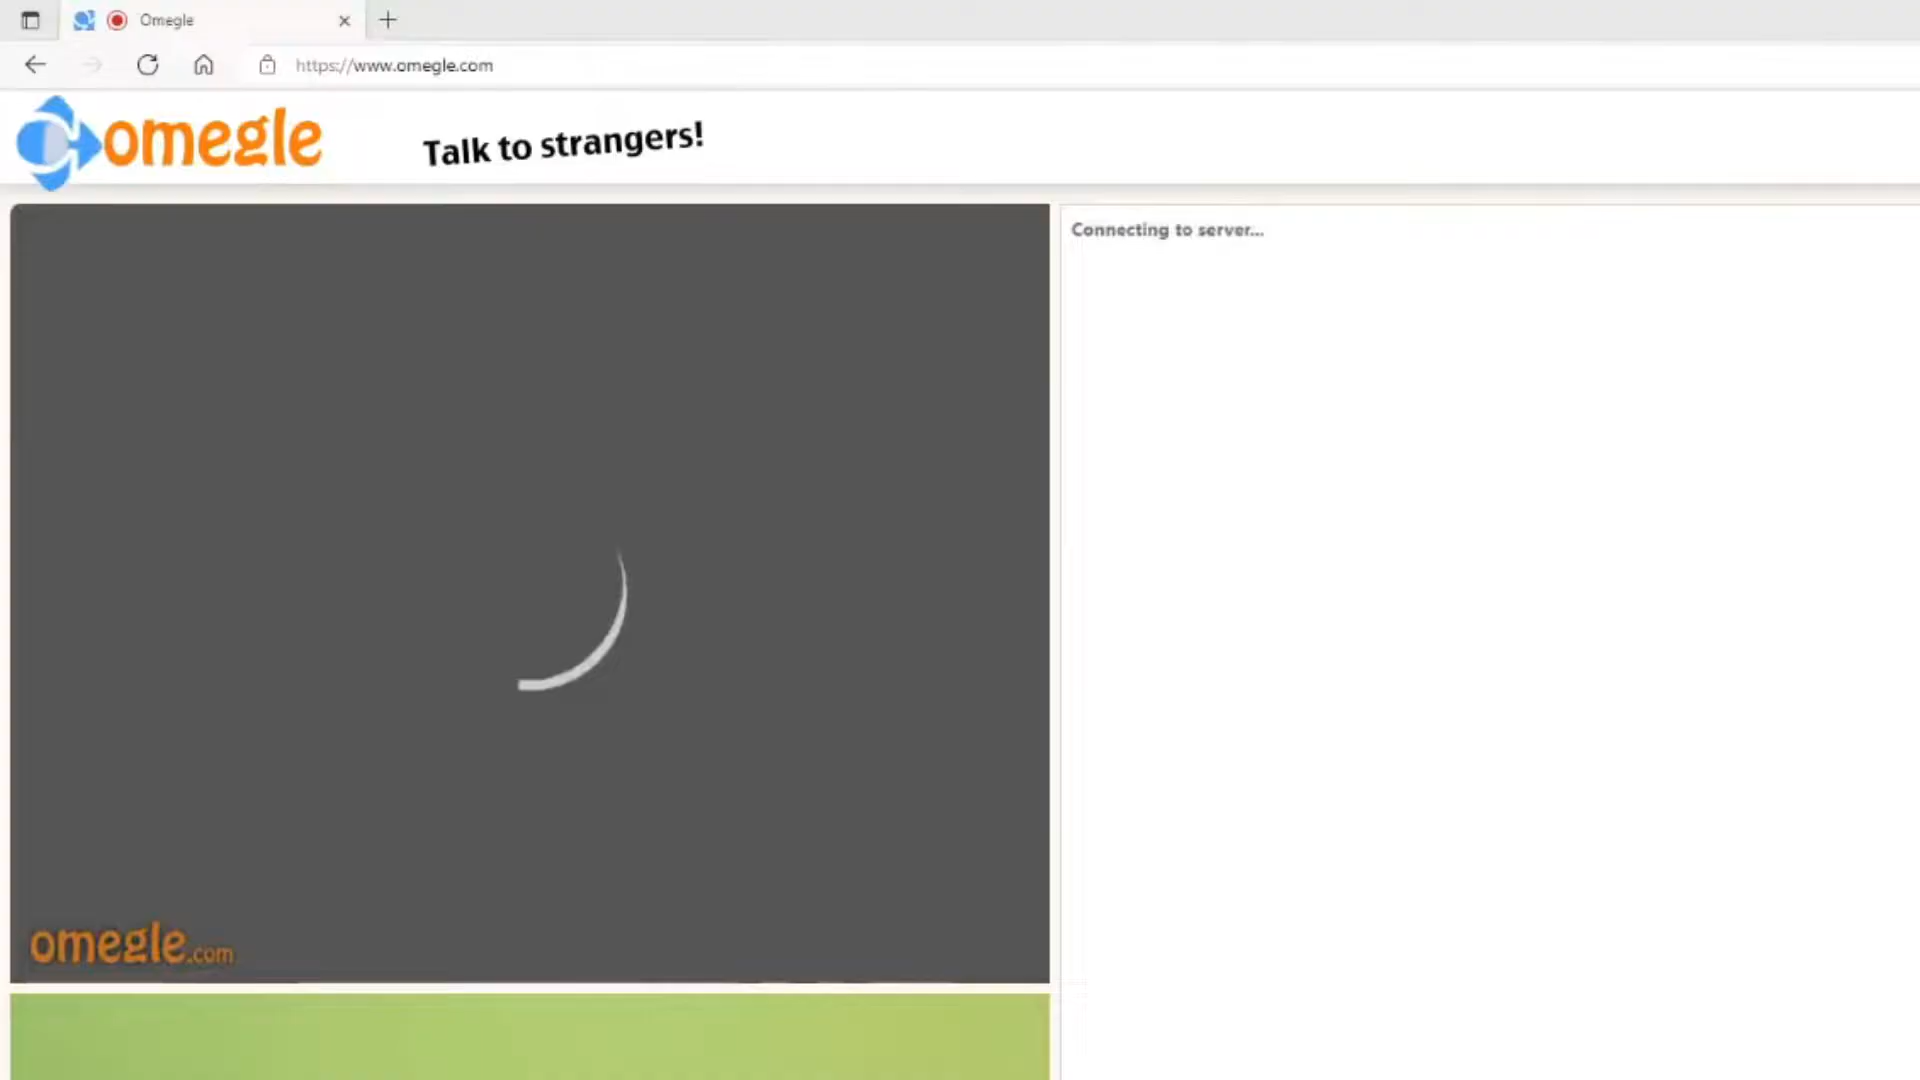 Omegle
https://www.omegle.com
omegle
Talk to strangers!
Connecting to server...
omegle.com